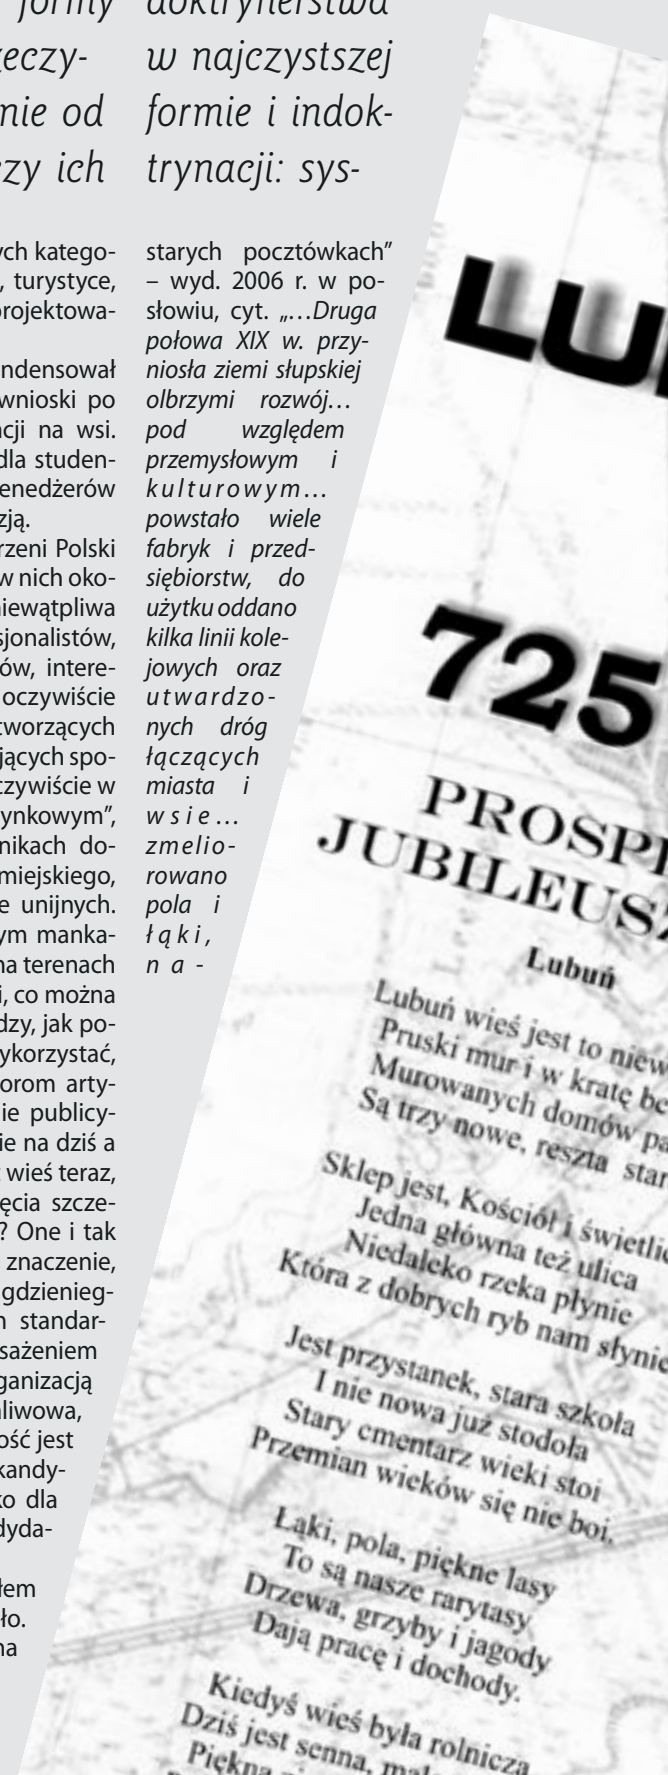 formy
zeczy-
nie od
zy ich
doktrynerstwa
w najczystszej
formie i indok-
trynacji: sys-
ych katego-
, turystyce,
rojektowa-
ndensował
wnioski po
cji na wsi.
dla studen-
enedżerów
zją.
rzeni Polski
w nich oko-
niewątpliwa
sjonalistów,
ów, intere-
oczywiście
tworzących
jących spo-
czywiście w
ynkowym”,
nikach do-
miejskiego,
e unijnych.
ym manka-
na terenach
i, co można
dzy, jak po-
ykorzystać,
orom arty-
ie publicy-
ie na dziś a
wieś teraz,
ęcia szcze-
? One i tak
znaczenie,
gdzienieg-
standar-
sażeniem
ganizacją
liwowa,
ość jest
kandy-
ko dla
dyda-
łem
ło.
na
starych pocztówkach”
– wyd. 2006 r. w po-
słowiu, cyt. „…Druga
połowa XIX w. przy-
niosła ziemi słupskiej
olbrzymi rozwój…
pod względem
przemysłowym i
kulturowym…
powstało wiele
fabryk i przed-
siębiorstw, do
użytku oddano
kilka linii kole-
jowych oraz
utwardzo-
nych dróg
łączących
miasta i
wsie…
zmelio-
rowano
pola i
łąki,
na-
LU
725
PROSP
JUBILEUSZ
Lubuń
Lubuń wieś jest to niew
Pruski mur i w kratę be
Murowanych domów pa
Są trzy nowe, reszta star
Sklep jest, Kościół i świetlic
Jedna główna też ulica
Niedaleko rzeka płynie
Która z dobrych ryb nam słynie
Jest przystanek, stara szkoła
I nie nowa już stodoła
Stary cmentarz wieki stoi
Przemian wieków się nie boi.
Łąki, pola, piękne lasy
To są nasze rarytasy
Drzewa, grzyby i jagody
Dają pracę i dochody.
Kiedyś wieś była rolnicza
Dziś jest senna,
Piękna